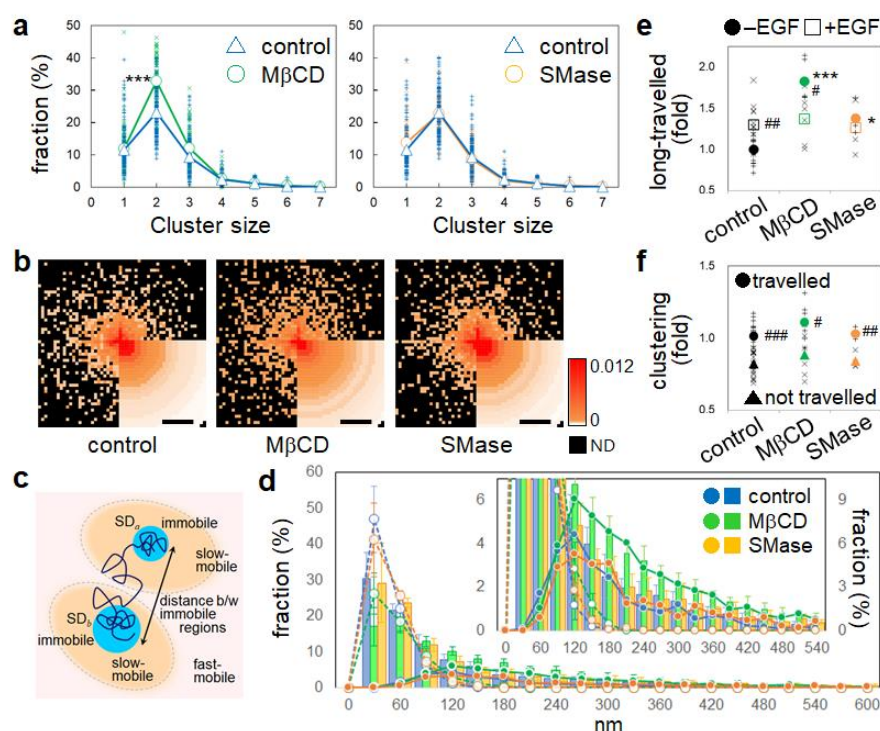 a
fraction (%)
50
40
30
20
10
0
***
control
MβCD
0 1 2 3 4 5 6 7
Cluster size
control
SMase
0 1 2 3 4 5 6 7
Cluster size
b
control
MβCD
SMase
0.012
0
ND
c
SDa
immobile
slow-
mobile
distance b/w
immobile
regions
SDb
immobile
slow-
mobile
fast-
mobile
d
fraction (%)
60
50
40
30
20
10
0
0 60 120 180 240 300 360 420 480 540 600
nm
6
4
2
0
0 60 120 180 240 300 360 420 480 540
9
6
3
0
fraction (%)
control
MβCD
SMase
e
–EGF +EGF
long-travelled
(fold)
2.0
1.5
1.0
0.5
##
***
#
*
control
MβCD
SMase
f
clustering
(fold)
1.5
1.0
0.5
travelled
###
#
##
not travelled
control
MβCD
SMase